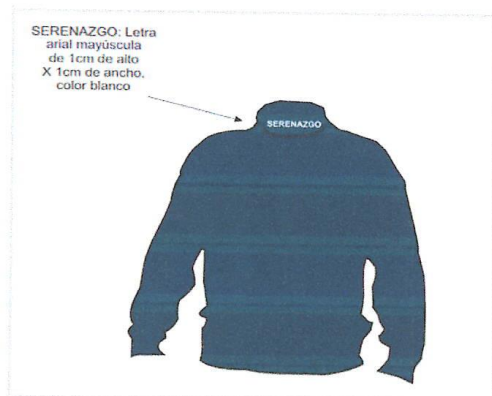 SERENAZGO: Letra
arial mayúscula
de 1cm de alto
X 1cm de ancho,
color blanco
SERENAZGO